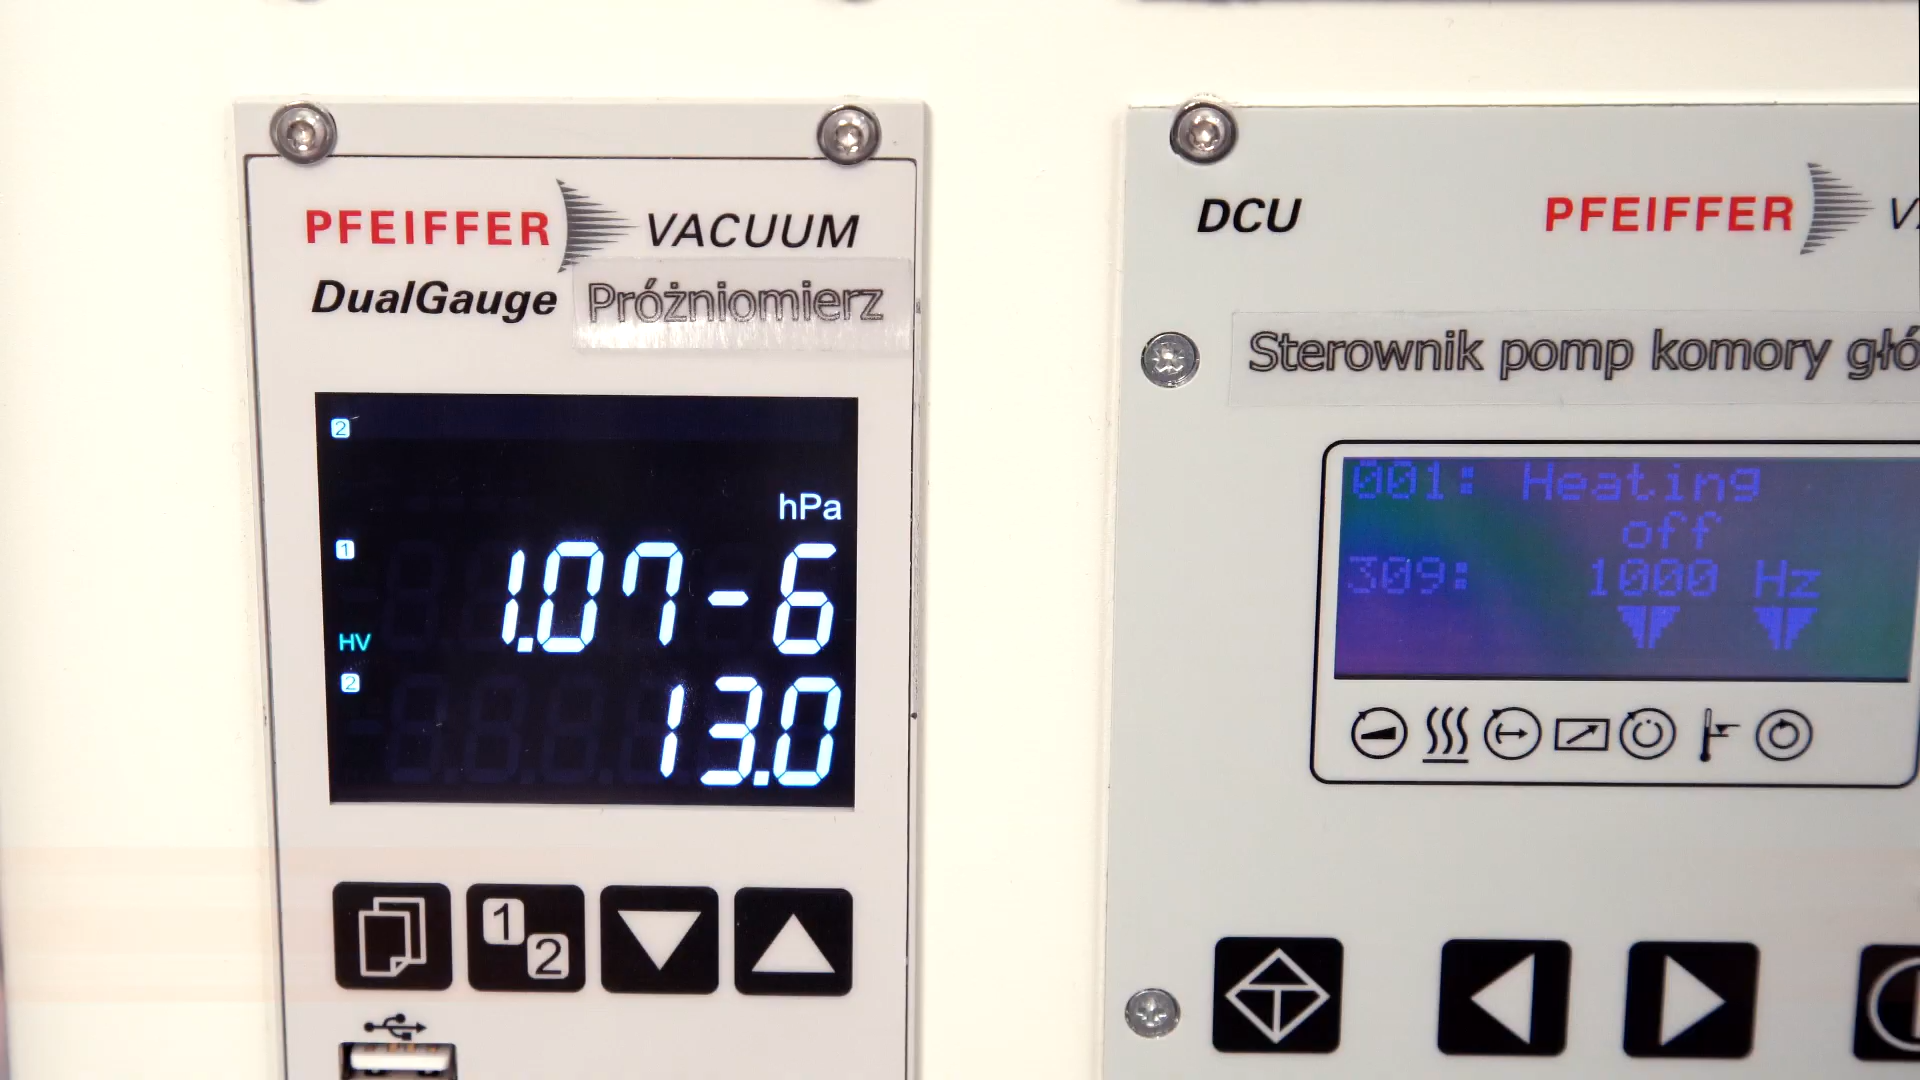 PFEIFFER VACUUM
DualGauge Próżniomierz
2
hPa
1 1.07-6
HV
2 13.0
1 2
DCU PFEIFFER
Sterownik pomp komory
001: Heating
off
309: 1000 Hz